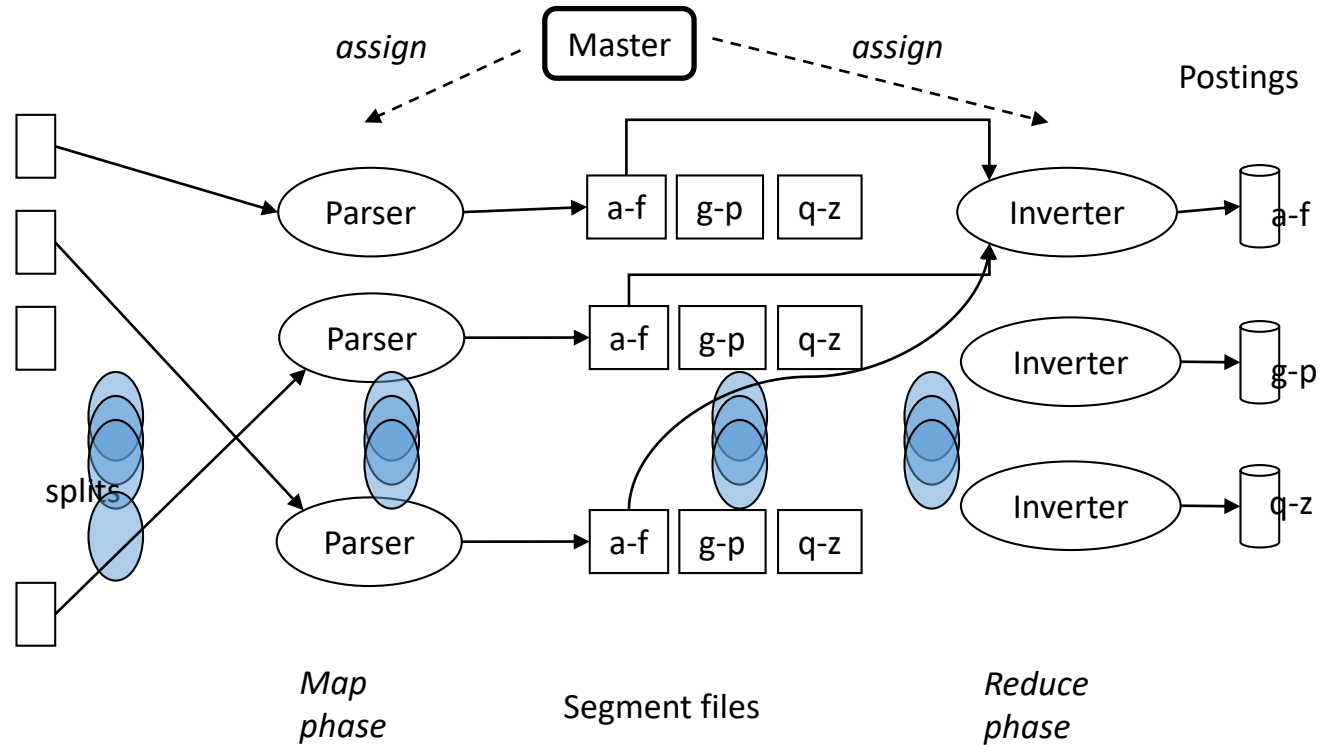 assign
Master
assign
Postings
Parser
a-f
g-p
q-z
Inverter
a-f
Parser
a-f
g-p
q-z
Inverter
g-p
splits
Parser
a-f
g-p
q-z
Inverter
q-z
Map
phase
Segment files
Reduce
phase